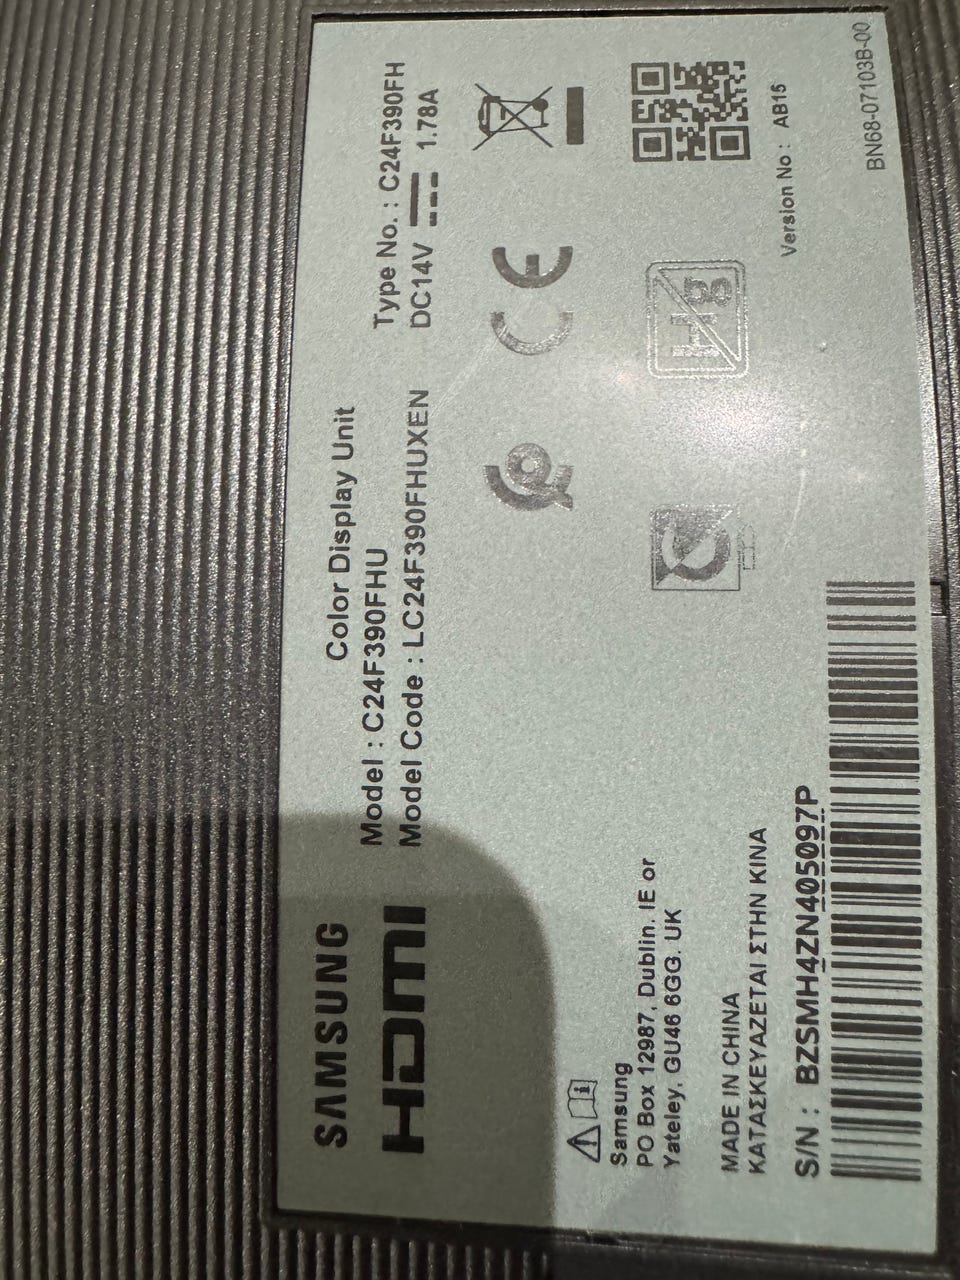 SAMSUNG
HDMI
Color Display Unit
Model : C24F390FHU
Type No. : C24F390FH
Model Code : LC24F390FHUXEN
DC14V 1.78A
CE
Hg
Samsung
PO Box 12987, Dublin. IE or
Yateley, GU46 6GG. UK
MADE IN CHINA
ΚΑΤΑΣΚΕΥΑΖΕΤΑΙ ΣΤΗΝ ΚΙΝΑ
S/N : BZSMH4ZN405097P
Version No : AB15
BN68-07103B-00